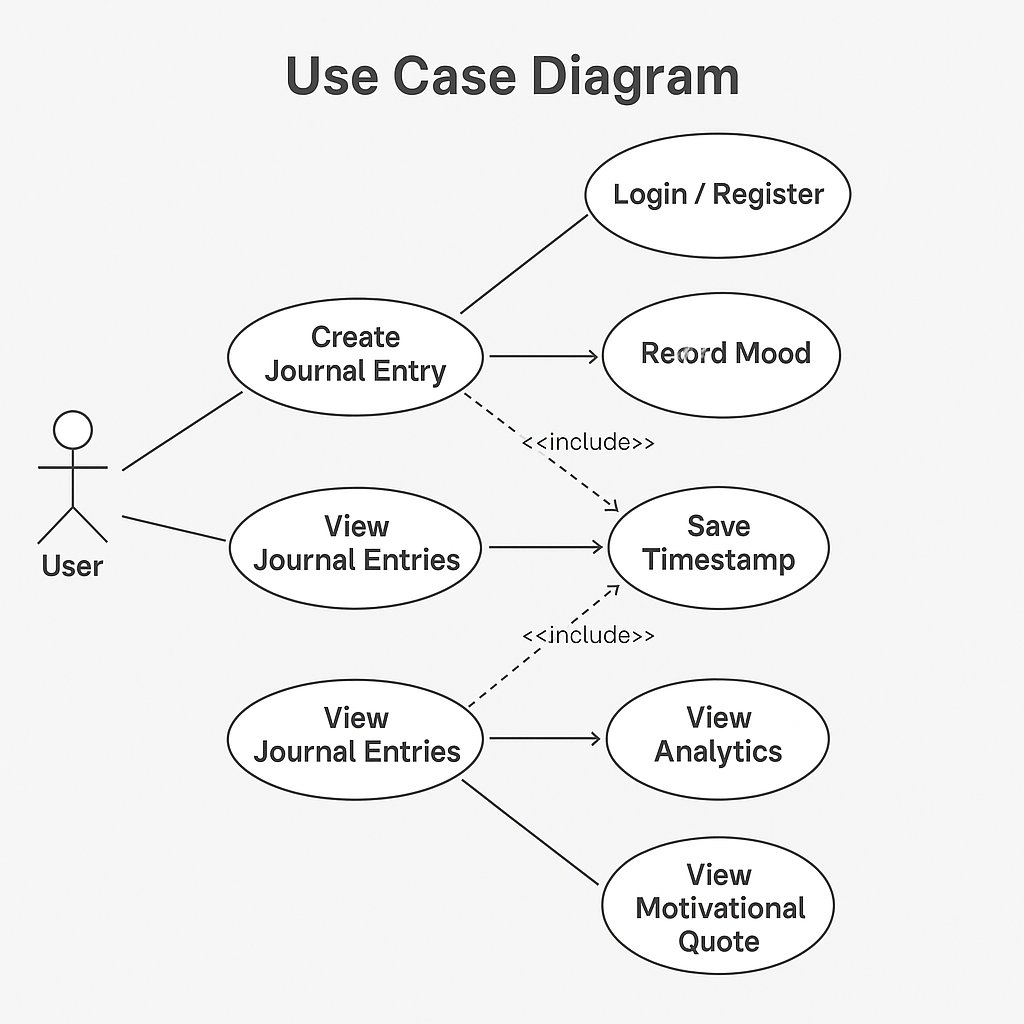 Use Case Diagram
Login / Register
Create
Journal Entry
Record Mood
<<include>>
User
View
Journal Entries
Save
Timestamp
<<include>>
View
Journal Entries
View
Analytics
View
Motivational
Quote